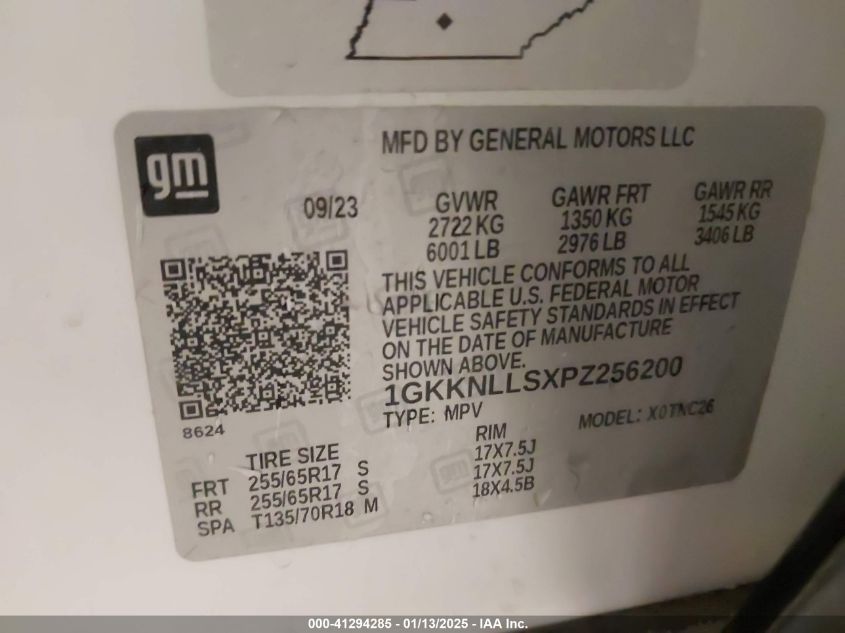 gm
MFD BY GENERAL MOTORS LLC
09/23
GVWR GAWR FRT GAWR RR
2722 KG 1350 KG 1545 KG
6001 LB 2976 LB 3406 LB
THIS VEHICLE CONFORMS TO ALL
APPLICABLE U.S. FEDERAL MOTOR
VEHICLE SAFETY STANDARDS IN EFFECT
ON THE DATE OF MANUFACTURE
SHOWN ABOVE.
1GKKNLLSXPZ256200
TYPE: MPV MODEL: X0TNC26
8624
TIRE SIZE RIM
FRT 255/65R17 S 17X7.5J
RR 255/65R17 S 17X7.5J
SPA T135/70R18 M 18X4.5B
000-41294285 - 01/13/2025 - IAA Inc.